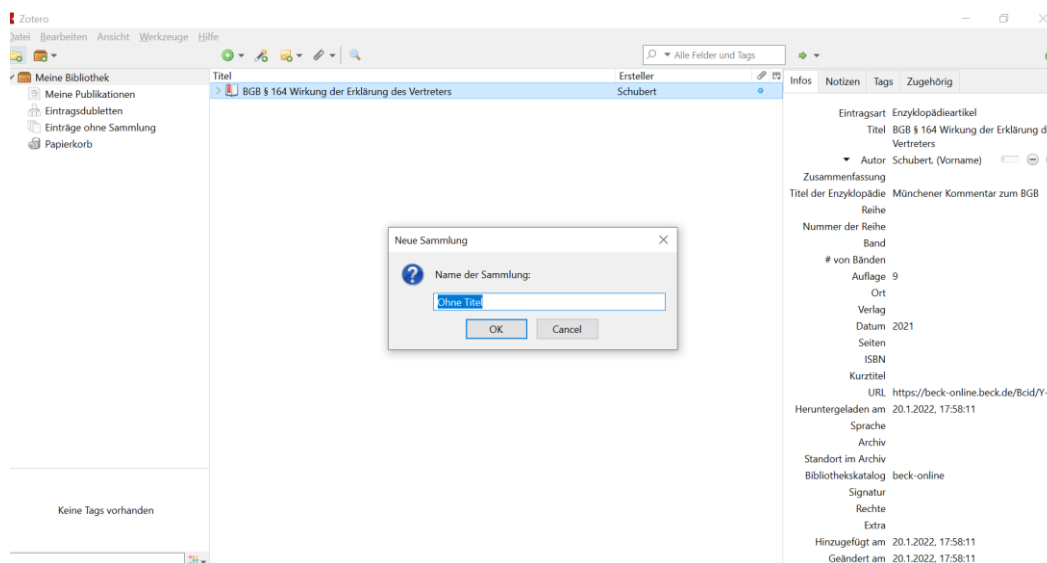 Zotero
Datei Bearbeiten Ansicht Werkzeuge Hilfe
Alle Felder und Tags
Meine Bibliothek
Meine Publikationen
Eintragsdubletten
Einträge ohne Sammlung
Papierkorb
Keine Tags vorhanden
Titel Ersteller
BGB § 164 Wirkung der Erklärung des Vertreters Schubert
Neue Sammlung
Name der Sammlung:
Ohne Titel
OK Cancel
Infos Notizen Tags Zugehörig
Eintragsart Enzyklopädieartikel
Titel BGB § 164 Wirkung der Erklärung d
Vertreters
Autor Schubert, (Vorname)
Zusammenfassung
Titel der Enzyklopädie Münchener Kommentar zum BGB
Reihe
Nummer der Reihe
Band
# von Bänden
Auflage 9
Ort
Verlag
Datum 2021
Seiten
ISBN
Kurztitel
URL https://beck-online.beck.de/Bcid/Y-
Heruntergeladen am 20.1.2022, 17:58:11
Sprache
Archiv
Standort im Archiv
Bibliothekskatalog beck-online
Signatur
Rechte
Extra
Hinzugefügt am 20.1.2022, 17:58:11
Geändert am 20.1.2022, 17:58:11